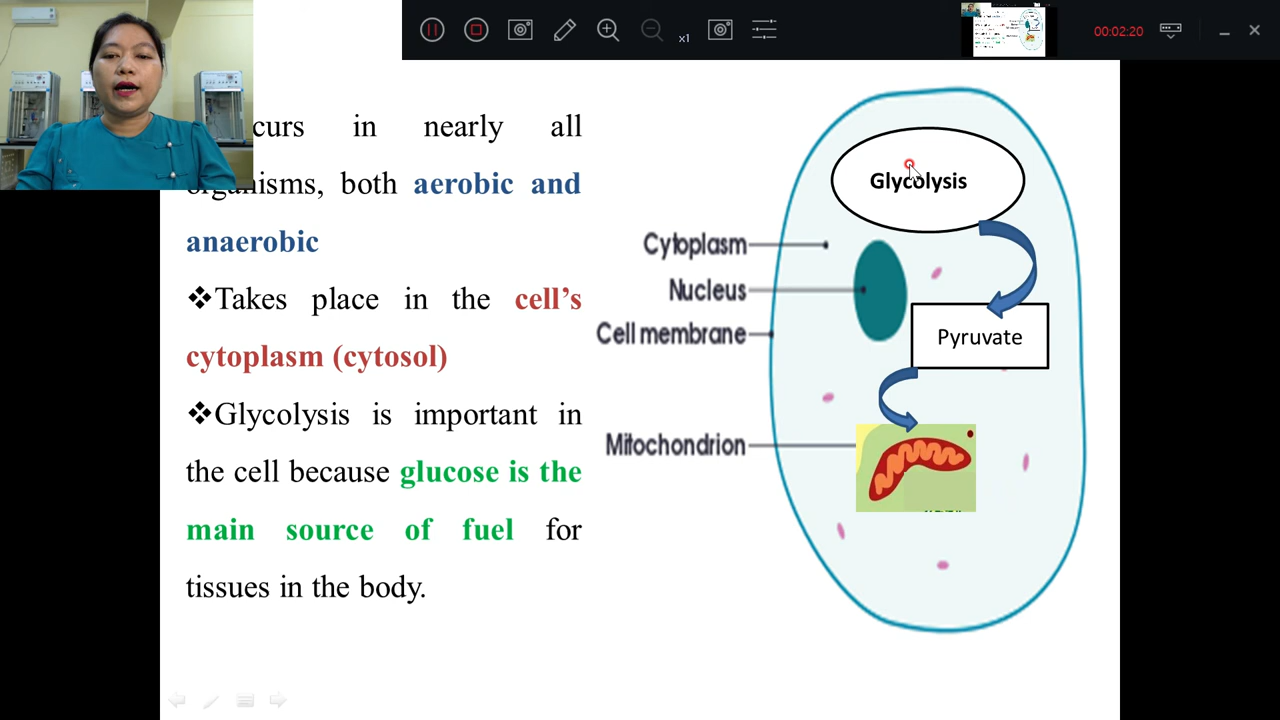 x1
00:02:20
in nearly all
both aerobic and
anaerobic
❖Takes place in the cell’s
cytoplasm (cytosol)
❖Glycolysis is important in
the cell because glucose is the
main source of fuel for
tissues in the body.
Glycolysis
Cytoplasm
Nucleus
Cell membrane
Pyruvate
Mitochondrion